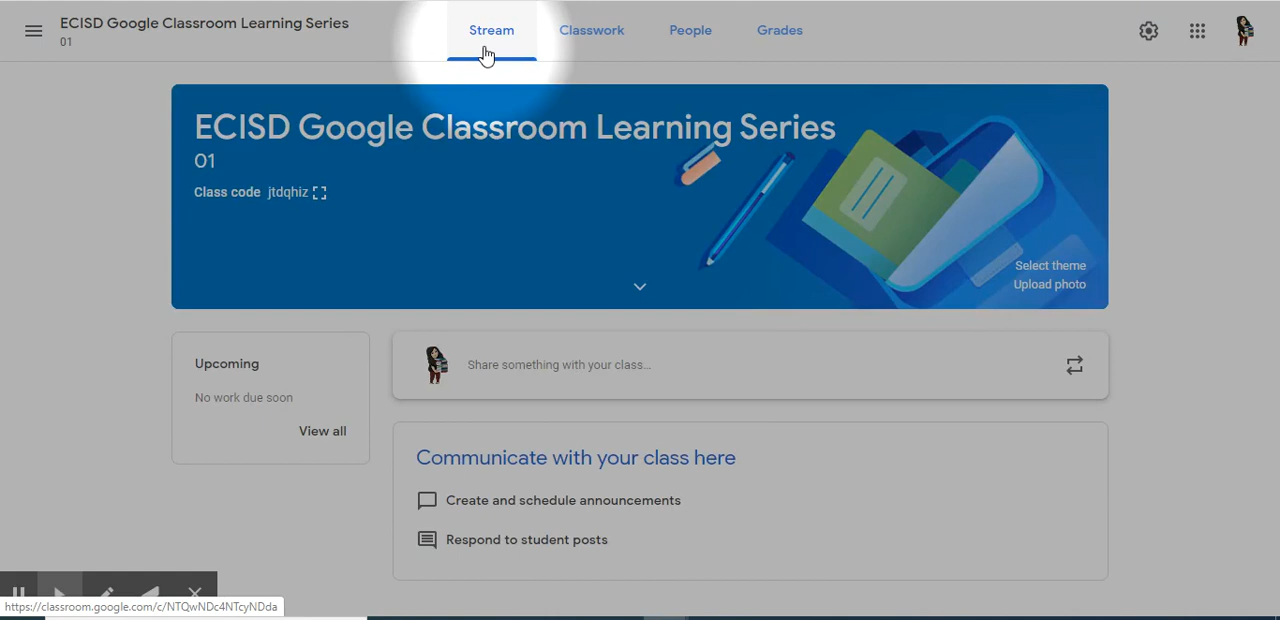 ECISD Google Classroom Learning Series
01
Stream
Classwork
People
Grades
ECISD Google Classroom Learning Series
01
Class code jtdqhiz
Select theme
Upload photo
Upcoming
No work due soon
View all
Share something with your class...
Communicate with your class here
Create and schedule announcements
Respond to student posts
https://classroom.google.com/c/NTQwNDc4NTcyNDda